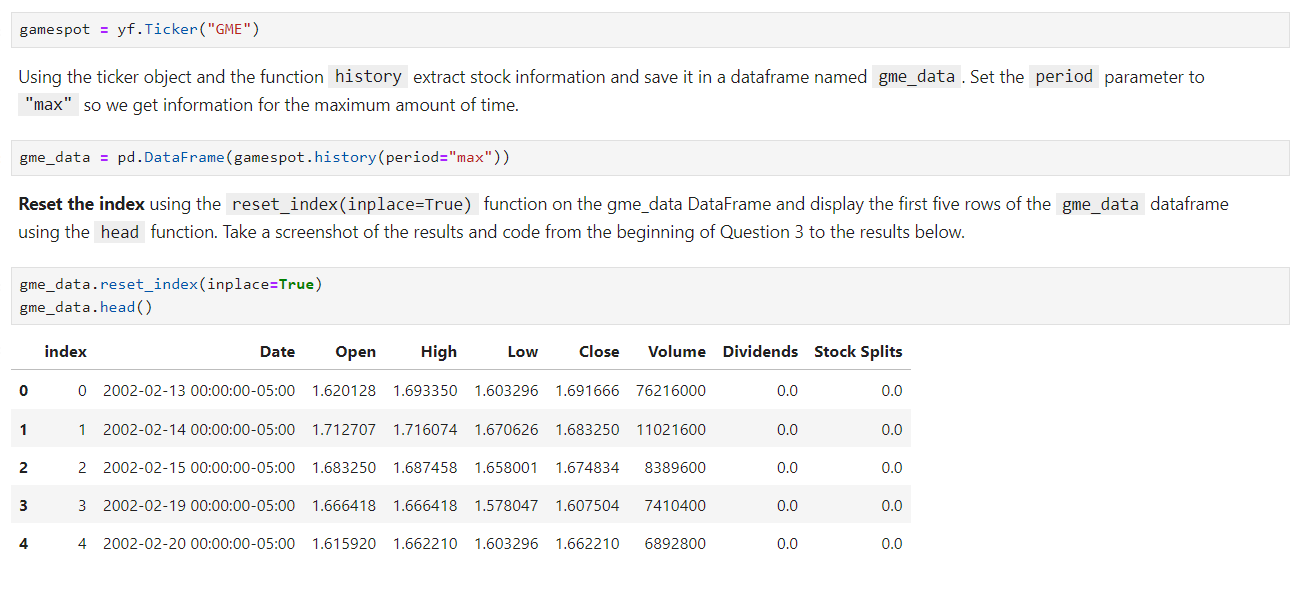 gamespot = yf.Ticker("GME")
Using the ticker object and the function history extract stock information and save it in a dataframe named gme_data. Set the period parameter to
"max" so we get information for the maximum amount of time.
gme_data = pd.DataFrame(gamespot.history(period="max"))
Reset the index using the reset_index(inplace=True) function on the gme_data DataFrame and display the first five rows of the gme_data dataframe
using the head function. Take a screenshot of the results and code from the beginning of Question 3 to the results below.
gme_data.reset_index(inplace=True)
gme_data.head()
index Date Open High Low Close Volume Dividends Stock Splits
0 0 2002-02-13 00:00:00-05:00 1.620128 1.693350 1.603296 1.691666 76216000 0.0 0.0
1 1 2002-02-14 00:00:00-05:00 1.712707 1.716074 1.670626 1.683250 11021600 0.0 0.0
2 2 2002-02-15 00:00:00-05:00 1.683250 1.687458 1.658001 1.674834 8389600 0.0 0.0
3 3 2002-02-19 00:00:00-05:00 1.666418 1.666418 1.578047 1.607504 7410400 0.0 0.0
4 4 2002-02-20 00:00:00-05:00 1.615920 1.662210 1.603296 1.662210 6892800 0.0 0.0